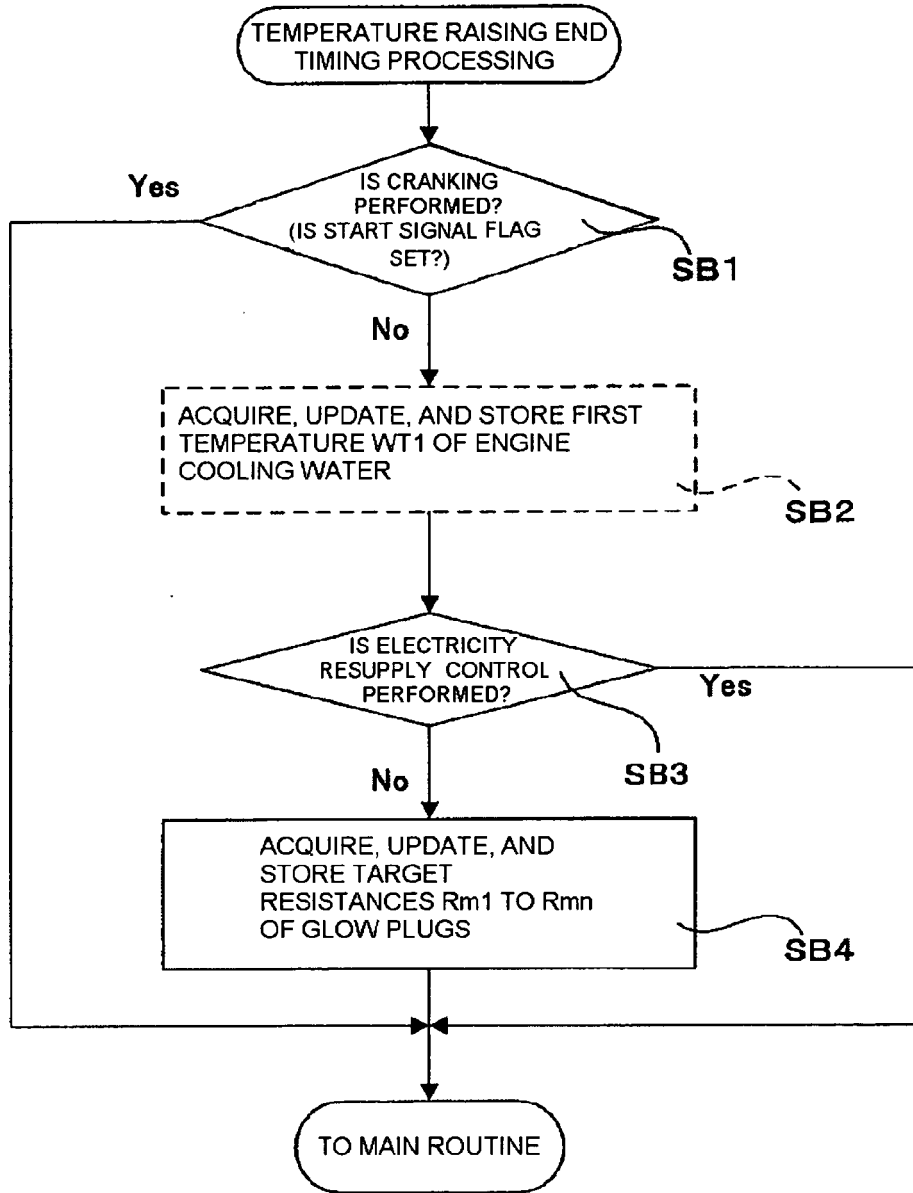 TEMPERATURE RAISING END
TIMING PROCESSING
Yes
IS CRANKING
PERFORMED?
(IS START SIGNAL FLAG
SET?)
SB1
No
ACQUIRE, UPDATE, AND STORE FIRST
TEMPERATURE WT1 OF ENGINE
COOLING WATER
SB2
IS ELECTRICITY
RESUPPLY CONTROL
PERFORMED?
Yes
SB3
No
ACQUIRE, UPDATE, AND
STORE TARGET
RESISTANCES Rm1 TO Rmn
OF GLOW PLUGS
SB4
TO MAIN ROUTINE